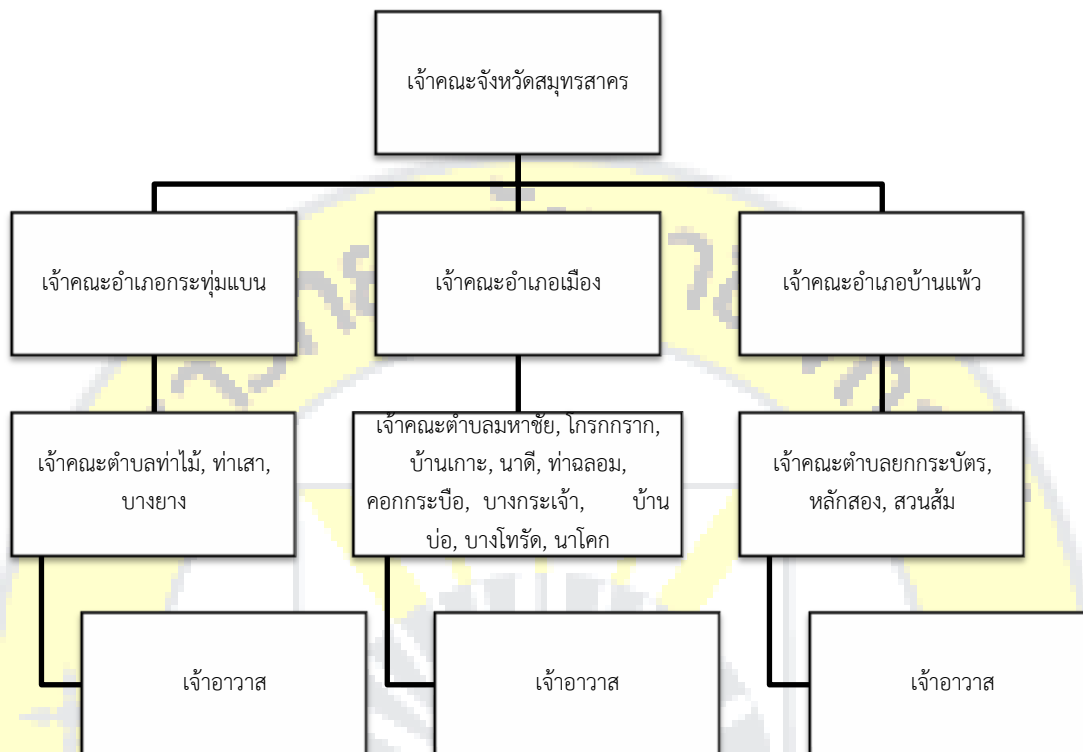 เจ้าคณะจังหวัดสมุทรสาคร
เจ้าคณะอำเภอกระทุ่มแบน
เจ้าคณะอำเภอเมือง
เจ้าคณะอำเภอบ้านแพ้ว
เจ้าคณะตำบลท่าไม้, ท่าเสา,
บางยาง
เจ้าคณะตำบลมหาชัย, โกรกกราก,
บ้านเกาะ, นาดี, ท่าฉลอม,
คอกกระบือ, บางกระเจ้า, บ้าน
บ่อ, บางโทรัด, นาโคก
เจ้าคณะตำบลยกกระบัตร,
หลักสอง, สวนส้ม
เจ้าอาวาส
เจ้าอาวาส
เจ้าอาวาส